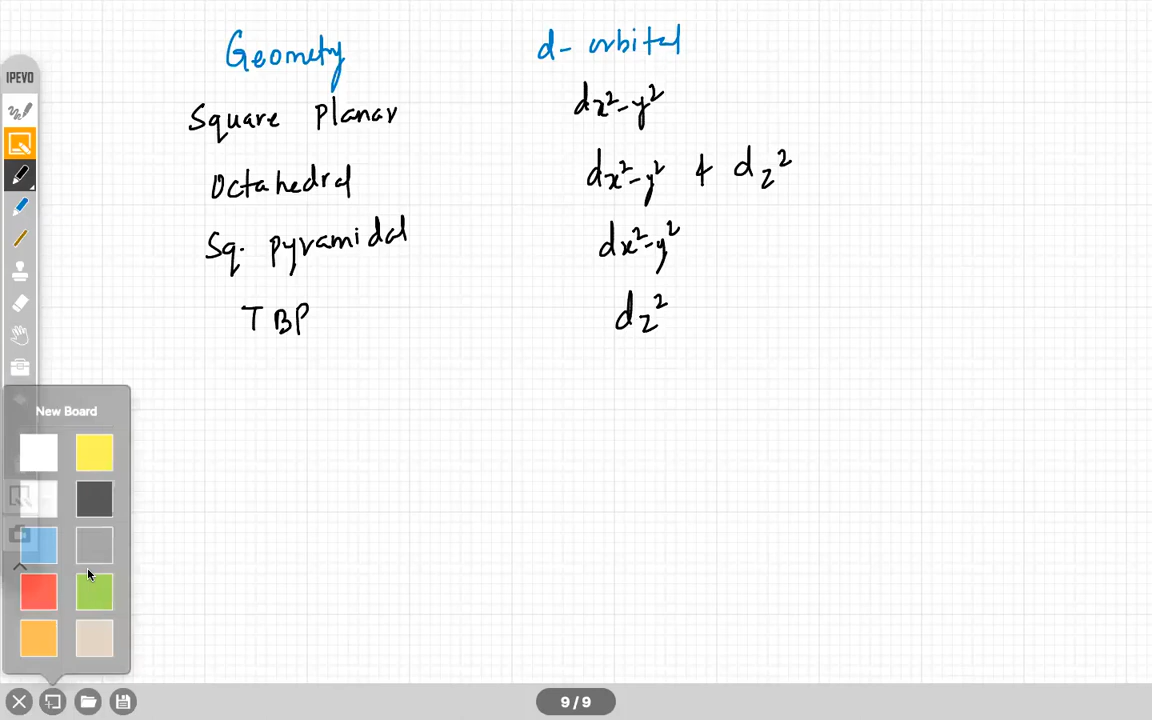 Geometry d-orbital
IPEVO
Square Planar dx²-y²
Octahedral dx²-y² & dz²
Sq. pyramidal dx²-y²
TBP dz²
New Board
9/9